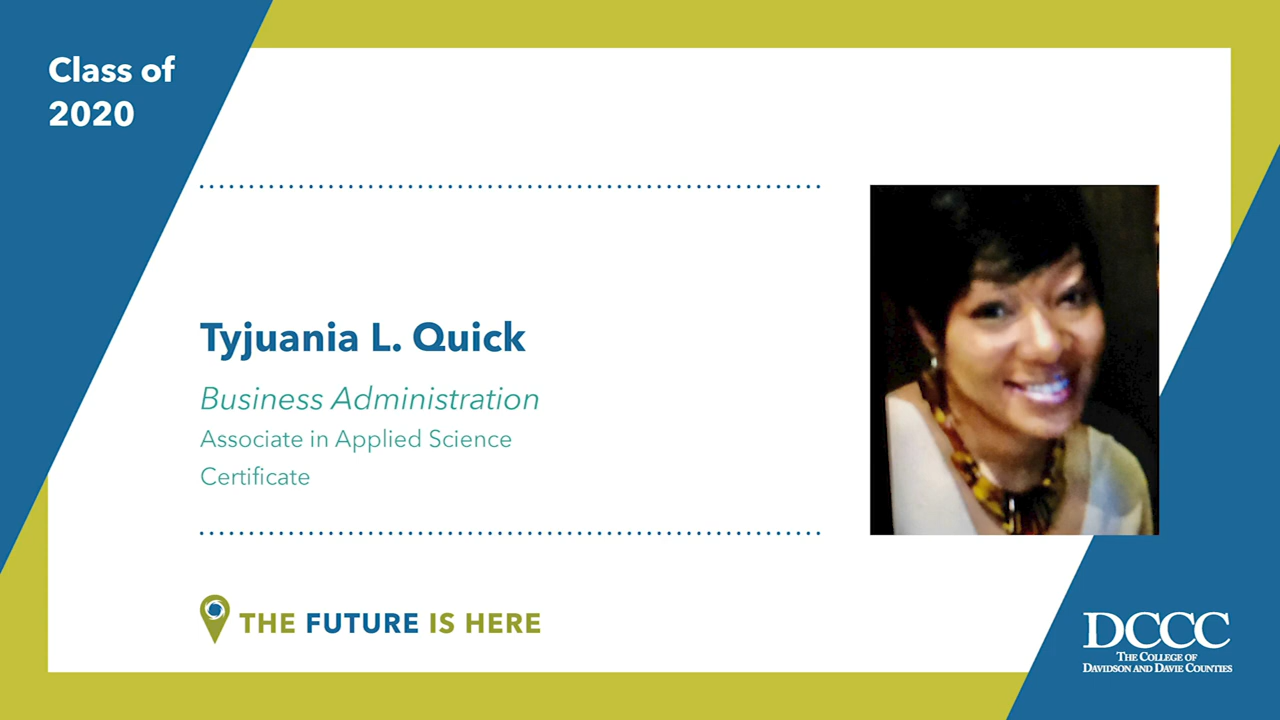 Class of
2020
Tyjuania L. Quick
Business Administration
Associate in Applied Science
Certificate
THE FUTURE IS HERE
DCCC
THE COLLEGE OF
DAVIDSON AND DAVIE COUNTIES